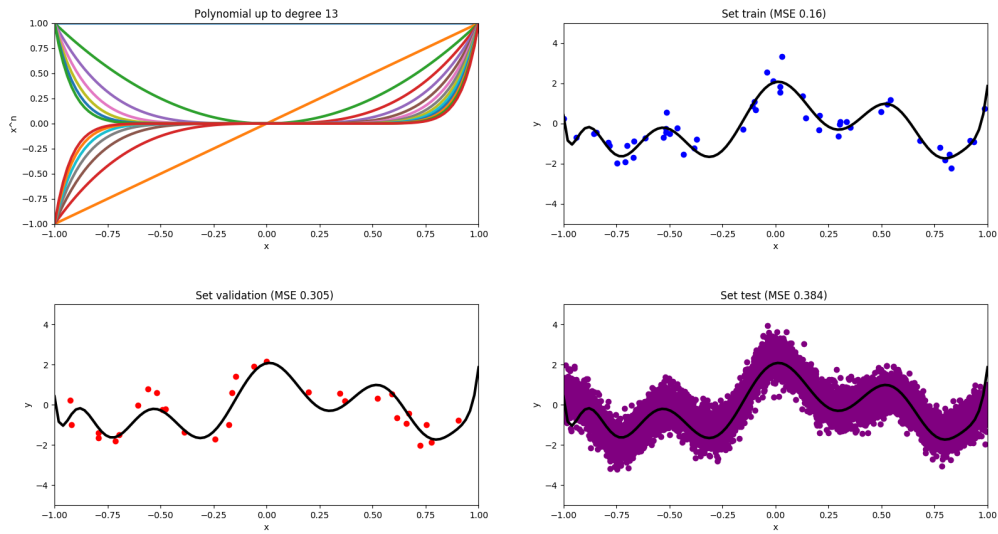 Polynomial up to degree 13
1.00
0.75
0.50
0.25
0.00
−0.25
−0.50
−0.75
−1.00
x^n
−1.00 −0.75 −0.50 −0.25 0.00 0.25 0.50 0.75 1.00
x
Set train (MSE 0.16)
4
2
0
−2
−4
y
−1.00 −0.75 −0.50 −0.25 0.00 0.25 0.50 0.75 1.00
x
Set validation (MSE 0.305)
4
2
0
−2
−4
y
−1.00 −0.75 −0.50 −0.25 0.00 0.25 0.50 0.75 1.00
x
Set test (MSE 0.384)
4
2
0
−2
−4
y
−1.00 −0.75 −0.50 −0.25 0.00 0.25 0.50 0.75 1.00
x